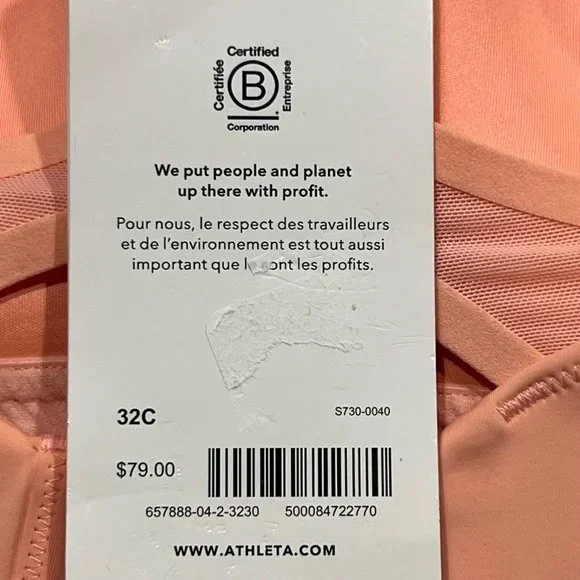 Certified
Certifiée
B
Entreprise
Corporation
We put people and planet
up there with profit.
Pour nous, le respect des travailleurs
et de l'environnement est tout aussi
important que le sont les profits.
32C
S730-0040
$79.00
657888-04-2-3230 500084722770
WWW.ATHLETA.COM